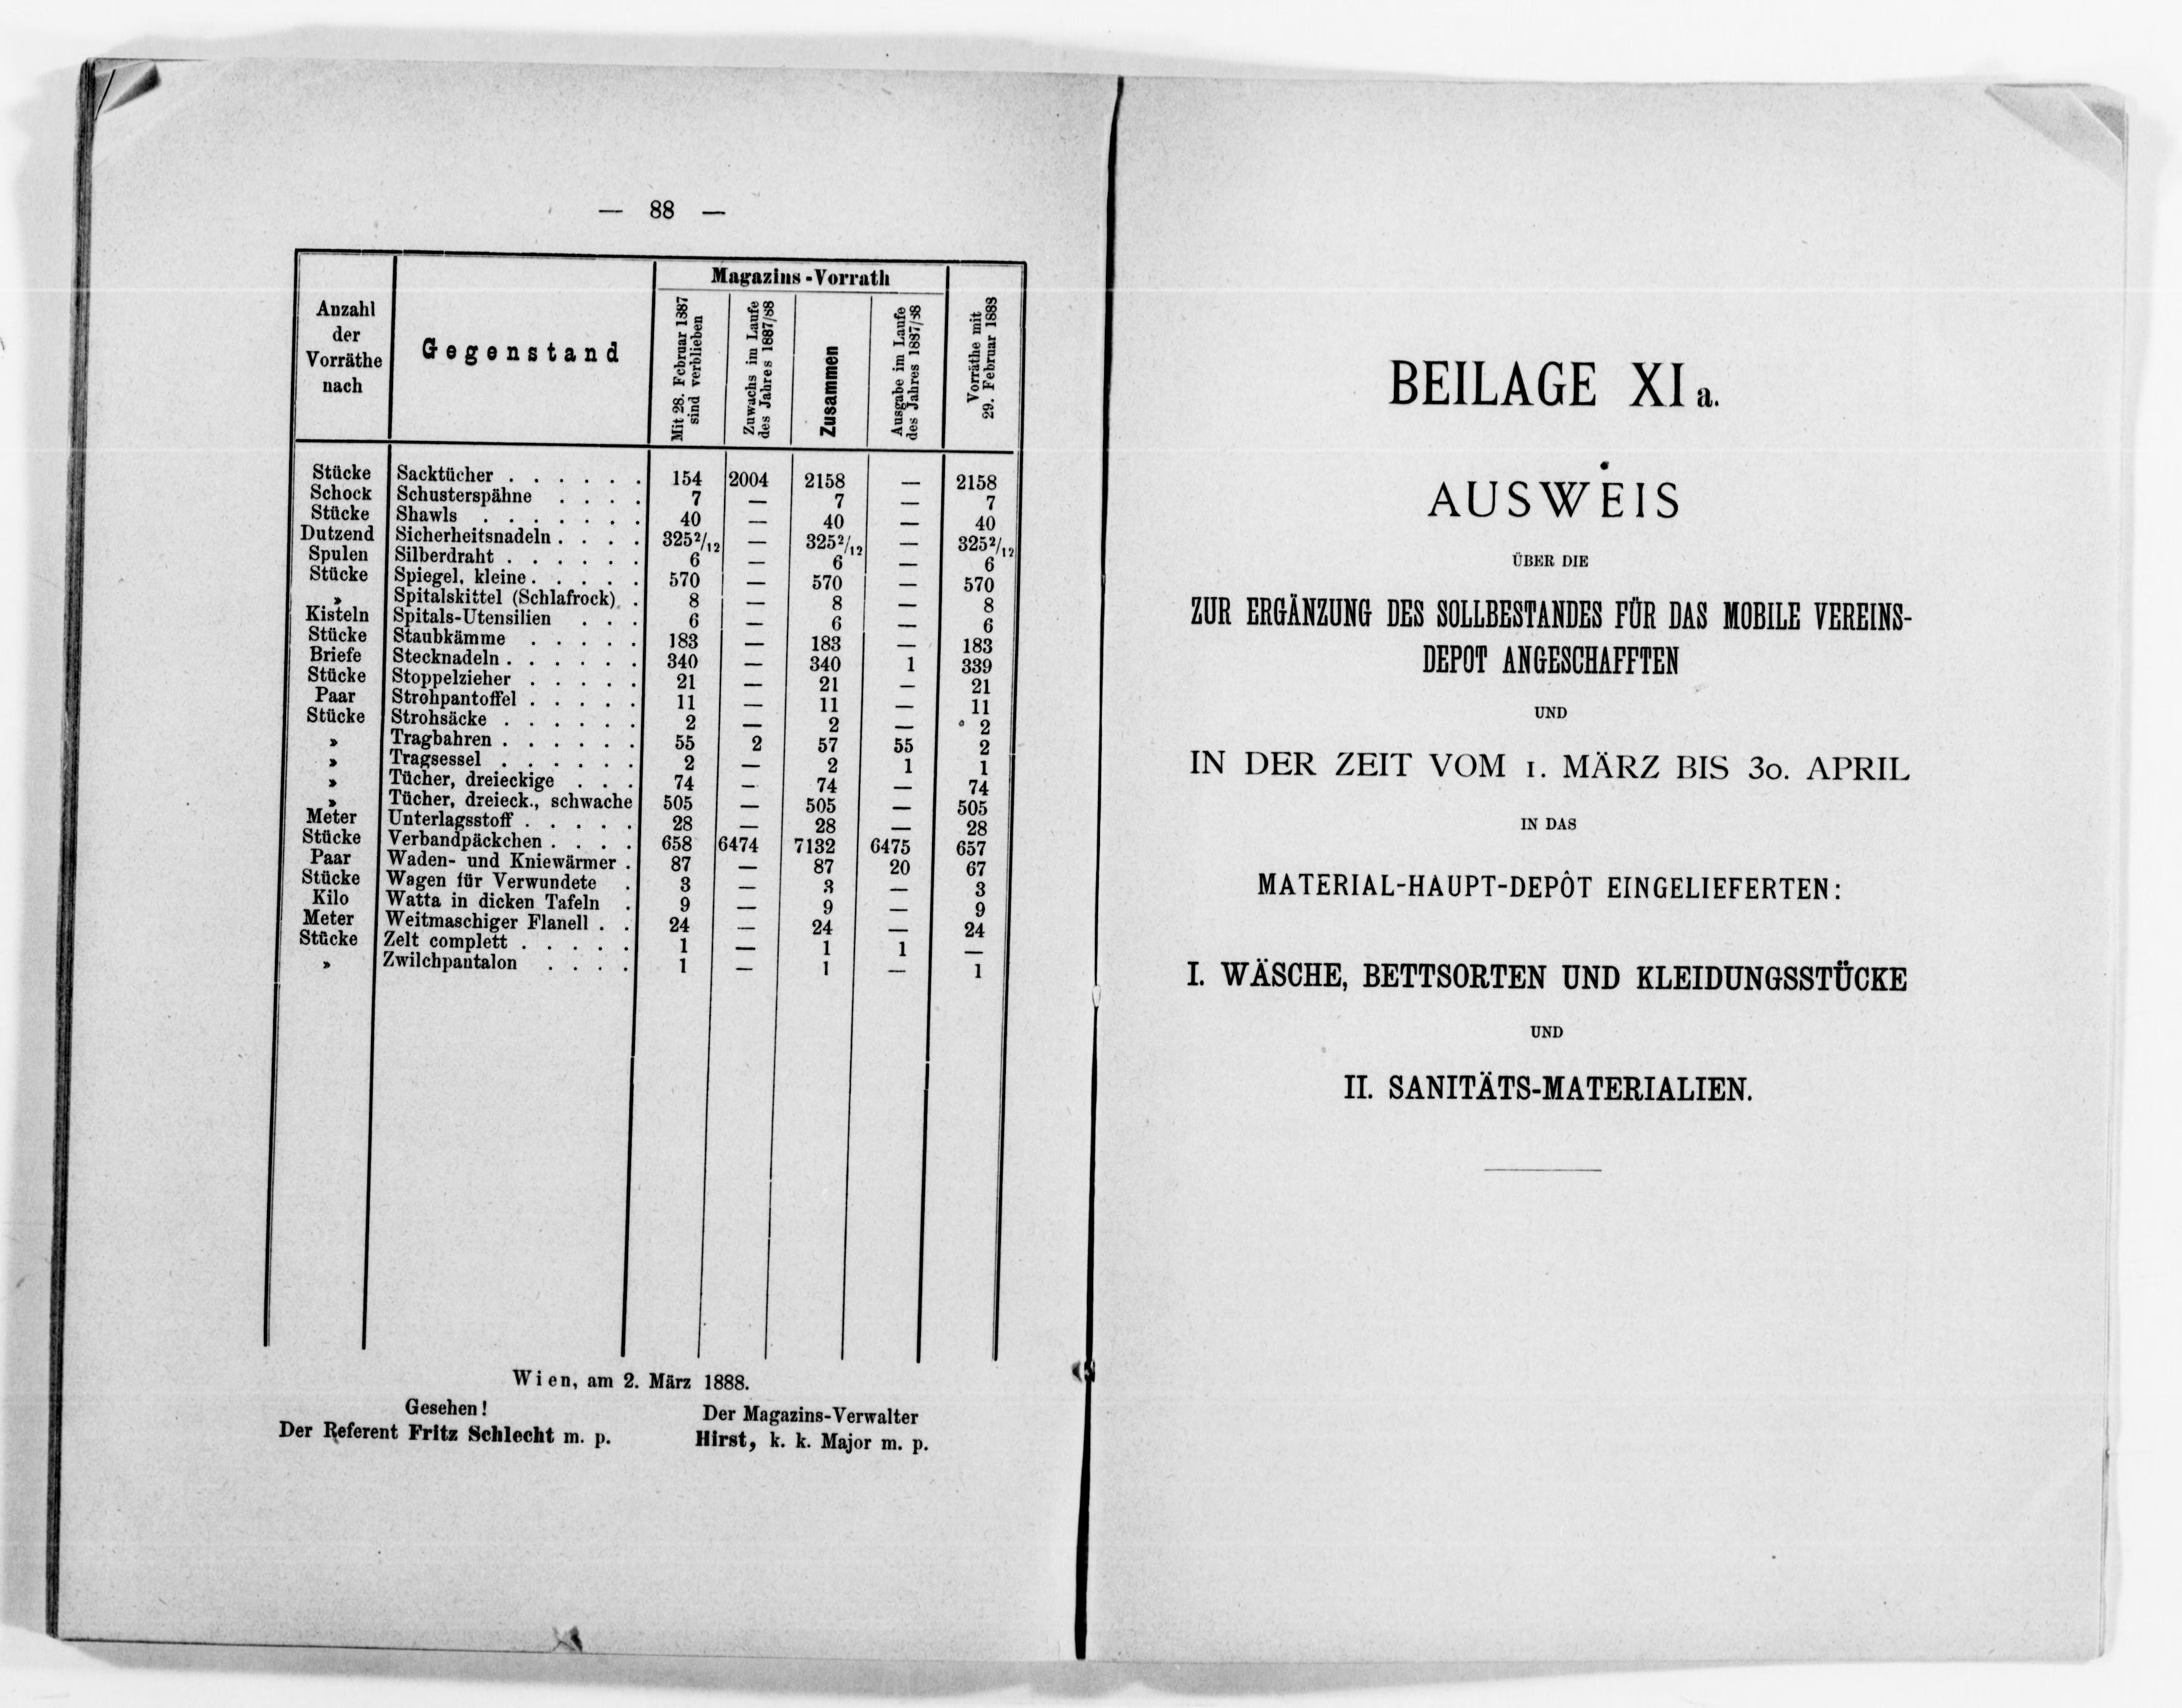 — 88 —
Anzahl der Vorräthe nach | Gegenstand | Magazins-Vorrath
Mit 28. Februar 1887 sind verblieben | Zuwachs im Laufe des Jahres 1887/88 | Zusammen | Ausgabe im Laufe des Jahres 1887/88 | Vorräthe mit 29. Februar 1888
Stücke Sacktücher . . . . . . 154 2004 2158 — 2158
Schock Schusterspähne . . . . 7 — 7 — 7
Stücke Shawls . . . . . . . 40 — 40 — 40
Dutzend Sicherheitsnadeln . . . . 325²/₁₂ — 325²/₁₂ — 325²/₁₂
Spulen Silberdraht . . . . . . 6 — 6 — 6
Stücke Spiegel, kleine . . . . . 570 — 570 — 570
» Spitalskittel (Schlafrock) . 8 — 8 — 8
Kisteln Spitals-Utensilien . . . 6 — 6 — 6
Stücke Staubkämme . . . . . 183 — 183 — 183
Briefe Stecknadeln . . . . . . 340 — 340 1 339
Stücke Stoppelzieher . . . . . 21 — 21 — 21
Paar Strohpantoffel . . . . . 11 — 11 — 11
Stücke Strohsäcke . . . . . . 2 — 2 — 2
» Tragbahren . . . . . . 55 2 57 55 2
» Tragsessel . . . . . . 2 — 2 1 1
» Tücher, dreieckige . . . 74 — 74 — 74
» Tücher, dreieck., schwache 505 — 505 — 505
Meter Unterlagsstoff . . . . . 28 — 28 — 28
Stücke Verbandpäckchen . . . . 658 6474 7132 6475 657
Paar Waden- und Kniewärmer . 87 — 87 20 67
Stücke Wagen für Verwundete . 3 — 3 — 3
Kilo Watta in dicken Tafeln . 9 — 9 — 9
Meter Weitmaschiger Flanell . . 24 — 24 — 24
Stücke Zelt complett . . . . . 1 — 1 1 —
» Zwilchpantalon . . . . 1 — 1 — 1
Wien, am 2. März 1888.
Gesehen! Der Magazins-Verwalter
Der Referent Fritz Schlecht m. p. Hirst, k. k. Major m. p.
BEILAGE XI a.
AUSWEIS
ÜBER DIE
ZUR ERGÄNZUNG DES SOLLBESTANDES FÜR DAS MOBILE VEREINS-
DEPOT ANGESCHAFFTEN
UND
IN DER ZEIT VOM 1. MÄRZ BIS 30. APRIL
IN DAS
MATERIAL-HAUPT-DEPÔT EINGELIEFERTEN:
I. WÄSCHE, BETTSORTEN UND KLEIDUNGSSTÜCKE
UND
II. SANITÄTS-MATERIALIEN.